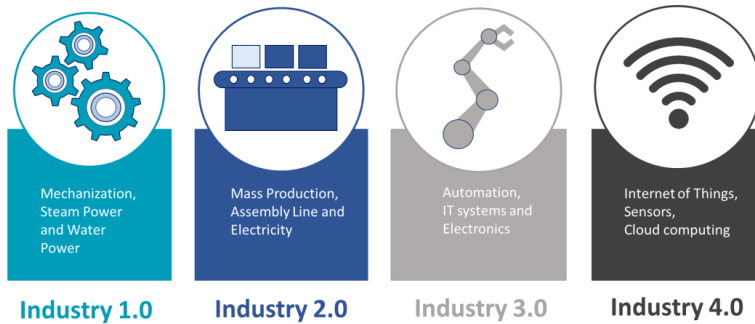 Mechanization,
Steam Power
and Water
Power
Industry 1.0
Mass Production,
Assembly Line and
Electricity
Industry 2.0
Automation,
IT systems and
Electronics
Industry 3.0
Internet of Things,
Sensors,
Cloud computing
Industry 4.0